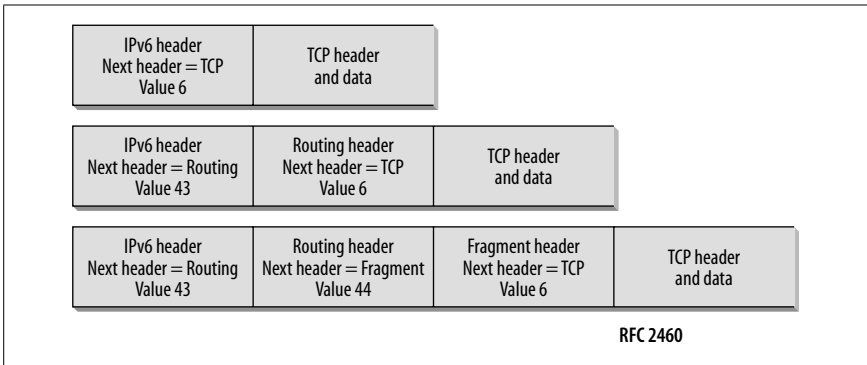 IPv6 header
Next header = TCP
Value 6
TCP header
and data
IPv6 header
Next header = Routing
Value 43
Routing header
Next header = TCP
Value 6
TCP header
and data
IPv6 header
Next header = Routing
Value 43
Routing header
Next header = Fragment
Value 44
Fragment header
Next header = TCP
Value 6
TCP header
and data
RFC 2460